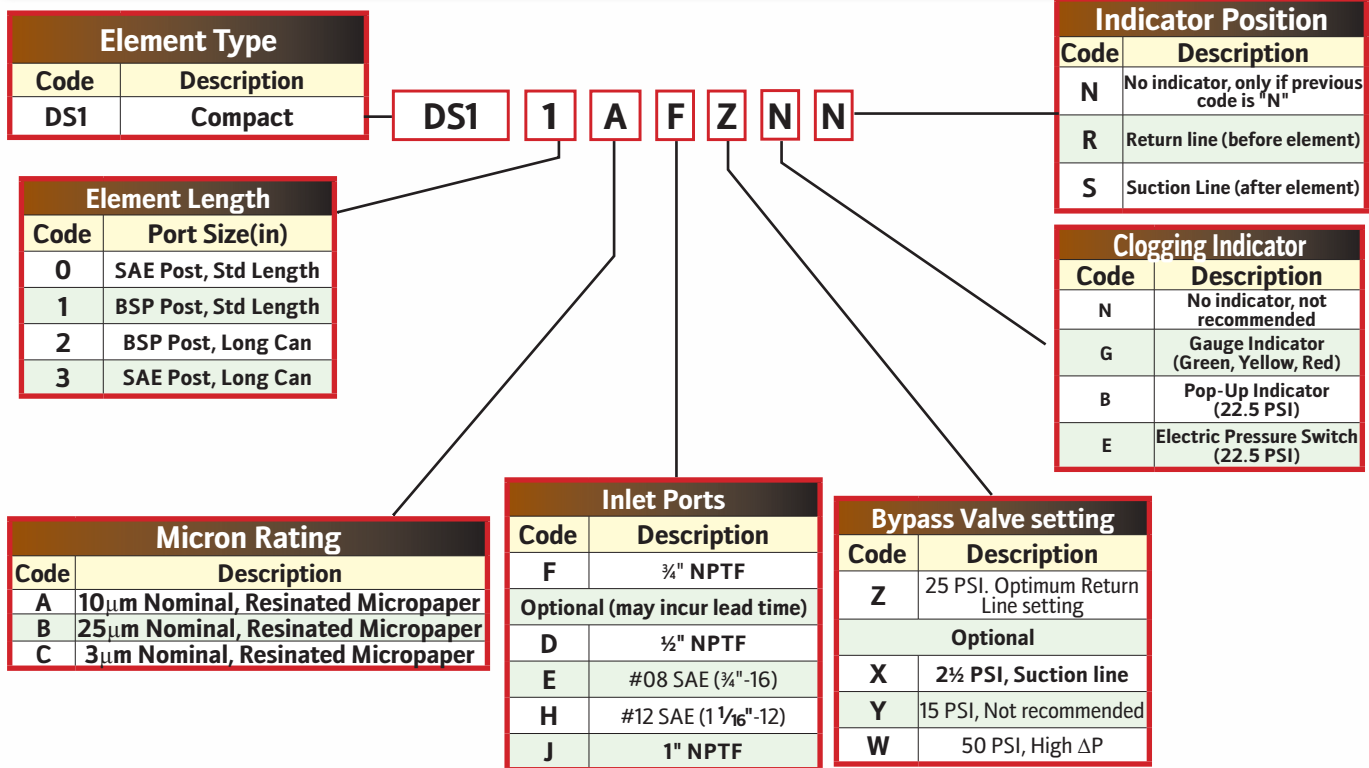 Element Type
Code Description
DS1 Compact
DS1 1 A F Z N N
Indicator Position
Code Description
N No indicator, only if previous
code is "N"
R Return line (before element)
S Suction Line (after element)
Element Length
Code Port Size(in)
0 SAE Post, Std Length
1 BSP Post, Std Length
2 BSP Post, Long Can
3 SAE Post, Long Can
Clogging Indicator
Code Description
N No indicator, not
recommended
G Gauge Indicator
(Green, Yellow, Red)
B Pop-Up Indicator
(22.5 PSI)
E Electric Pressure Switch
(22.5 PSI)
Micron Rating
Code Description
A 10µm Nominal, Resinated Micropaper
B 25µm Nominal, Resinated Micropaper
C 3µm Nominal, Resinated Micropaper
Inlet Ports
Code Description
F ¾" NPTF
Optional (may incur lead time)
D ½" NPTF
E #08 SAE (¾"-16)
H #12 SAE (1 1/16"-12)
J 1" NPTF
Bypass Valve setting
Code Description
Z 25 PSI. Optimum Return
Line setting
Optional
X 2½ PSI, Suction line
Y 15 PSI, Not recommended
W 50 PSI, High ΔP